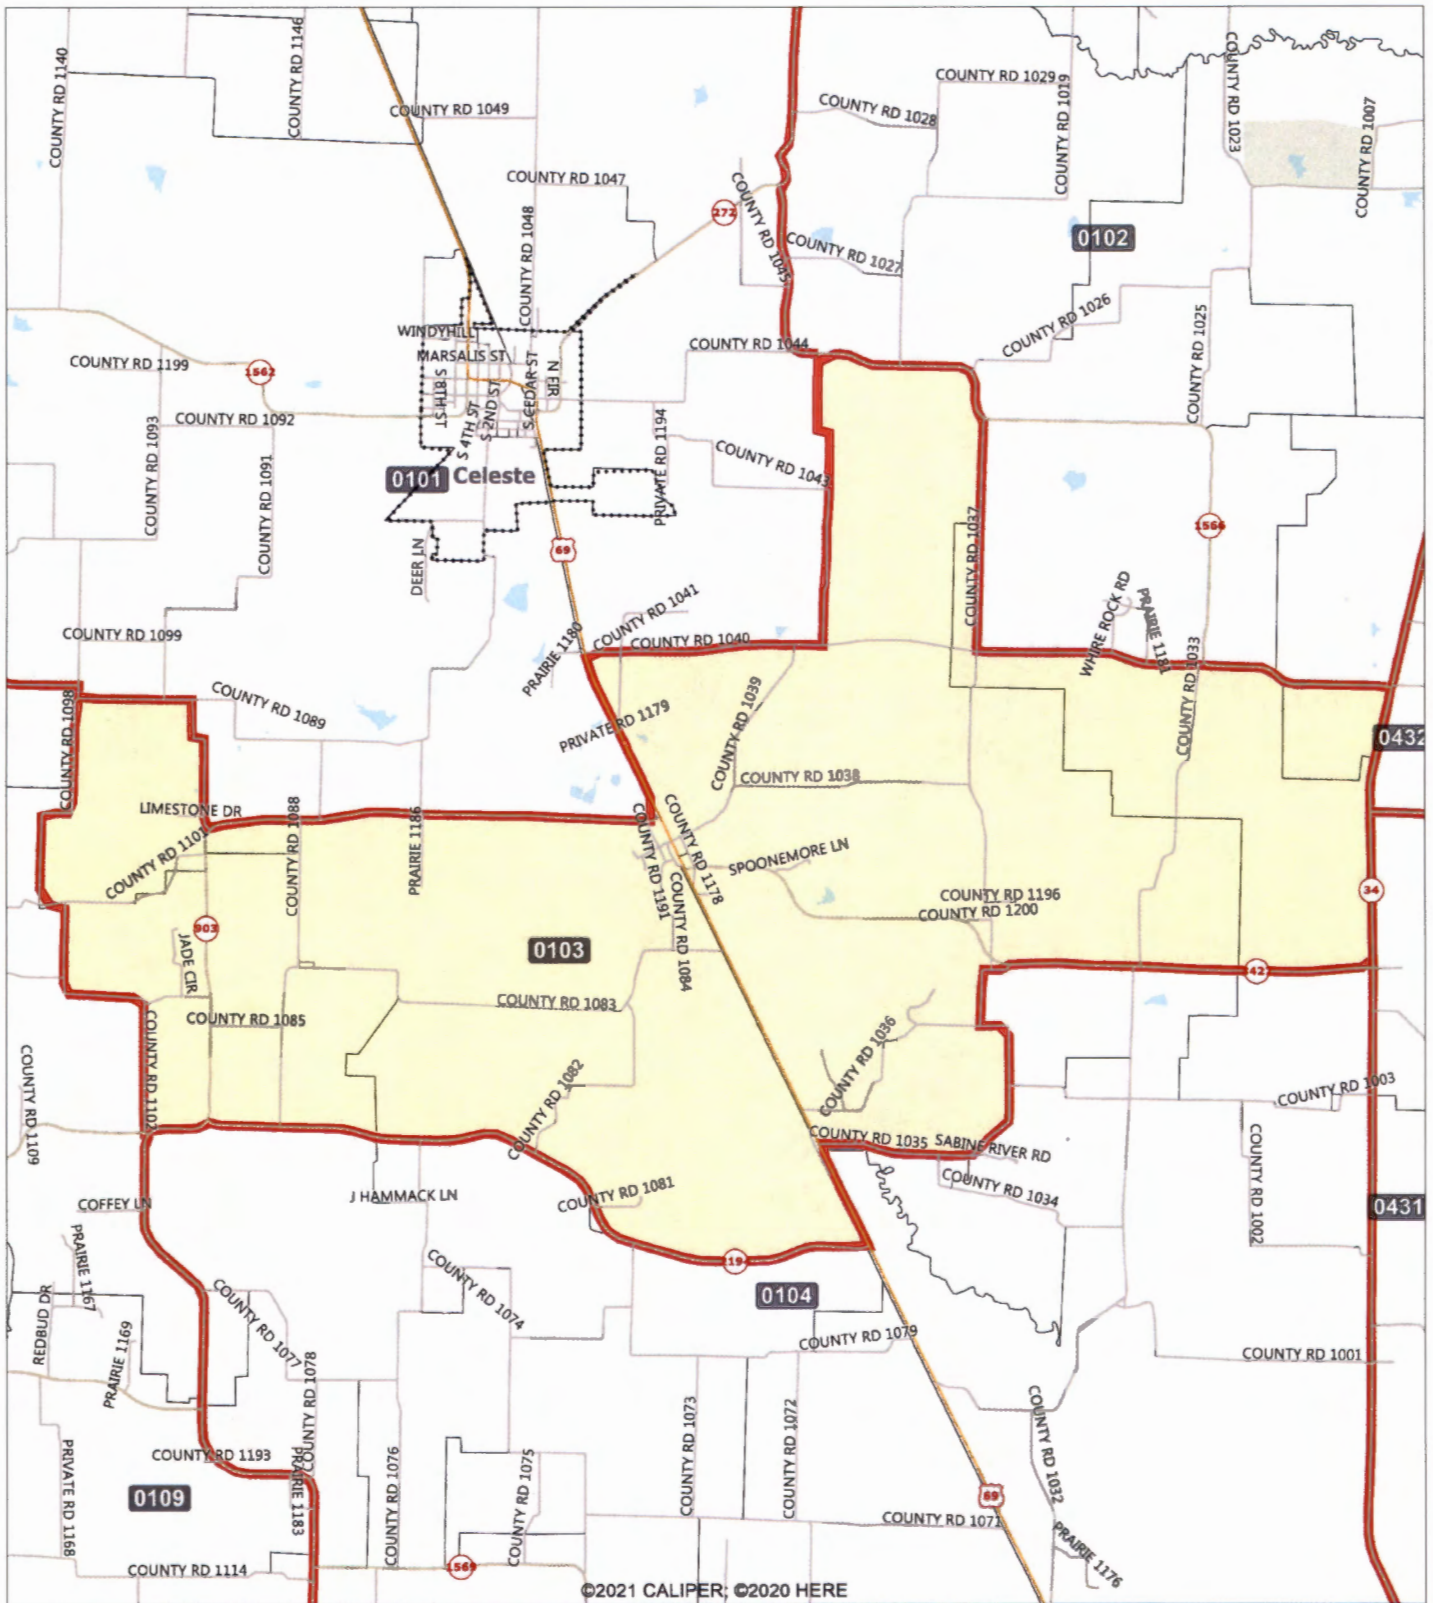 COUNTY RD 1140
COUNTY RD 1146
COUNTY RD 1049
COUNTY RD 1028
COUNTY RD 1029
COUNTY RD 1019
COUNTY RD 1023
COUNTY RD 1007
COUNTY RD 1047
COUNTY RD 1048
272
COUNTY RD 1045
COUNTY RD 1027
0102
COUNTY RD 1026
COUNTY RD 1025
WINDYHILL
MARSALIS ST
COUNTY RD 1044
COUNTY RD 1199
1562
S 8TH ST
S 4TH ST
S 2ND ST
S CEDAR ST
N FIR
COUNTY RD 1092
COUNTY RD 1093
COUNTY RD 1091
0101
Celeste
PRIVATE RD 1194
COUNTY RD 1043
COUNTY RD 1037
1566
69
DEER LN
COUNTY RD 1041
COUNTY RD 1040
PRAIRIE 1180
COUNTY RD 1099
WHIRE ROCK RD
PRAIRIE 1181
COUNTY RD 1033
COUNTY RD 1098
COUNTY RD 1089
PRIVATE RD 1179
COUNTY RD 1039
COUNTY RD 1038
0432
LIMESTONE DR
COUNTY RD 1101
COUNTY RD 1088
PRAIRIE 1186
COUNTY RD 1191
COUNTY RD 1178
COUNTY RD 1084
SPOONEMORE LN
COUNTY RD 1196
COUNTY RD 1200
34
903
JADE CIR
0103
42
COUNTY RD 1083
COUNTY RD 1085
COUNTY RD 1102
COUNTY RD 1109
COUNTY RD 1082
COUNTY RD 1036
COUNTY RD 1003
COUNTY RD 1035
SABINE RIVER RD
COUNTY RD 1034
COUNTY RD 1002
COUNTY RD 1081
J HAMMACK LN
COFFEY LN
0431
PRAIRIE 1167
REDBUD DR
PRAIRIE 1169
COUNTY RD 1077
COUNTY RD 1074
0104
COUNTY RD 1079
COUNTY RD 1001
COUNTY RD 1078
COUNTY RD 1193
PRAIRIE 1183
COUNTY RD 1076
COUNTY RD 1075
COUNTY RD 1073
COUNTY RD 1072
COUNTY RD 1032
69
0109
PRIVATE RD 1168
COUNTY RD 1114
1569
COUNTY RD 1071
PRAIRIE 1176
©2021 CALIPER; ©2020 HERE